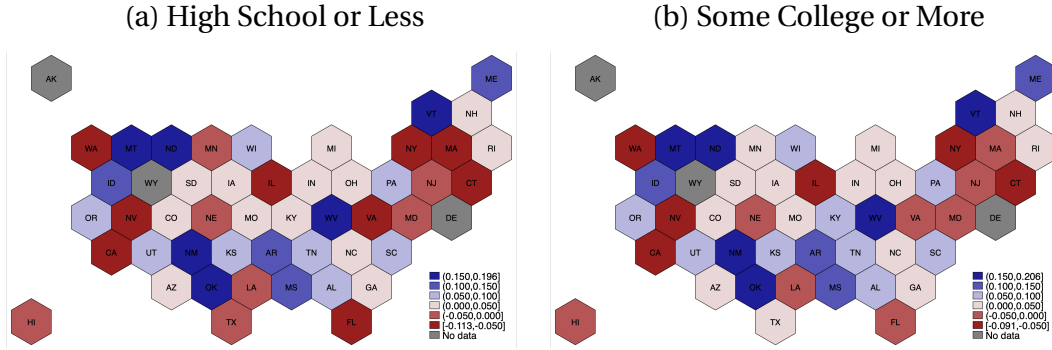 (a) High School or Less
AK
ME
VT NH
WA MT ND MN WI MI NY MA RI
ID WY SD IA IL IN OH PA NJ CT
OR NV CO NE MO KY WV VA MD DE
CA UT NM KS AR TN NC SC
AZ OK LA MS AL GA
HI TX FL
(0.150,0.196]
(0.100,0.150]
(0.050,0.100]
(0.000,0.050]
(-0.050,0.000]
[-0.113,-0.050]
No data
(b) Some College or More
AK
ME
VT NH
WA MT ND MN WI MI NY MA RI
ID WY SD IA IL IN OH PA NJ CT
OR NV CO NE MO KY WV VA MD DE
CA UT NM KS AR TN NC SC
AZ OK LA MS AL GA
HI TX FL
(0.150,0.206]
(0.100,0.150]
(0.050,0.100]
(0.000,0.050]
(-0.050,0.000]
[-0.091,-0.050]
No data